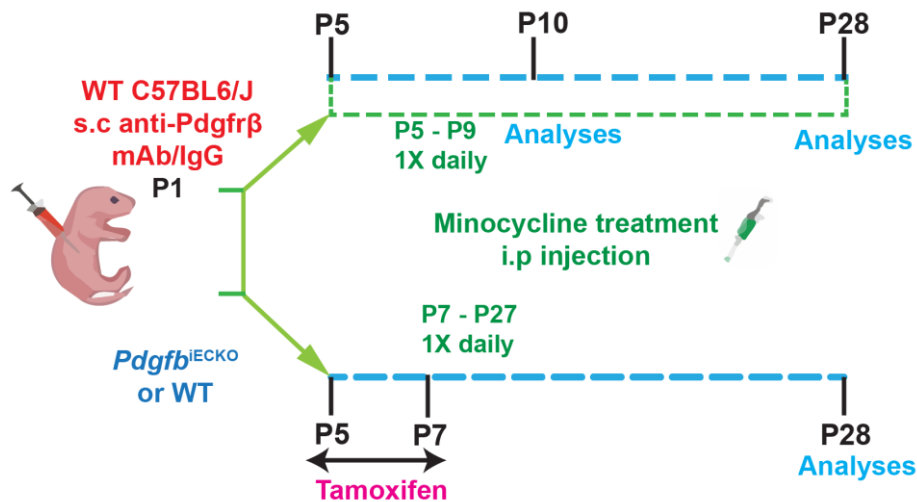 P5
P10
P28
WT C57BL6/J
s.c anti-Pdgfrβ
mAb/IgG
P1
P5 - P9
1X daily
Analyses
Analyses
Minocycline treatment
i.p injection
P7 - P27
1X daily
Pdgfbⁱᴱᶜᴷᴼ
or WT
P5
P7
P28
Analyses
Tamoxifen